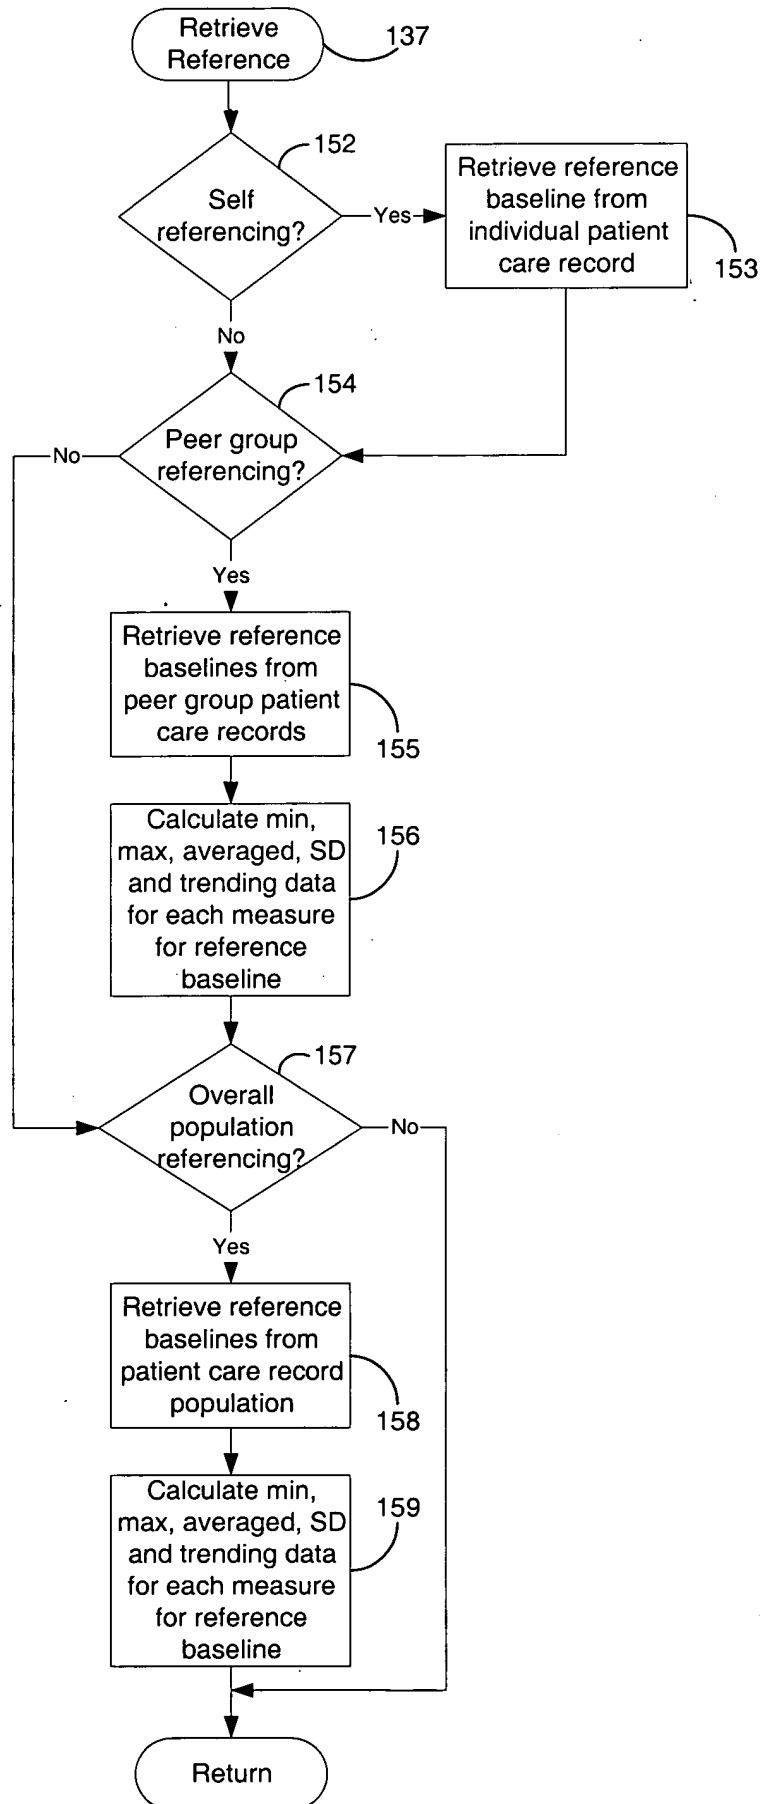 Retrieve
Reference
137
152
Self
referencing?
Yes
Retrieve reference
baseline from
individual patient
care record
153
No
154
Peer group
referencing?
No
Yes
Retrieve reference
baselines from
peer group patient
care records
155
Calculate min,
max, averaged, SD
and trending data
for each measure
for reference
baseline
156
157
Overall
population
referencing?
No
Yes
Retrieve reference
baselines from
patient care record
population
158
Calculate min,
max, averaged, SD
and trending data
for each measure
for reference
baseline
159
Return